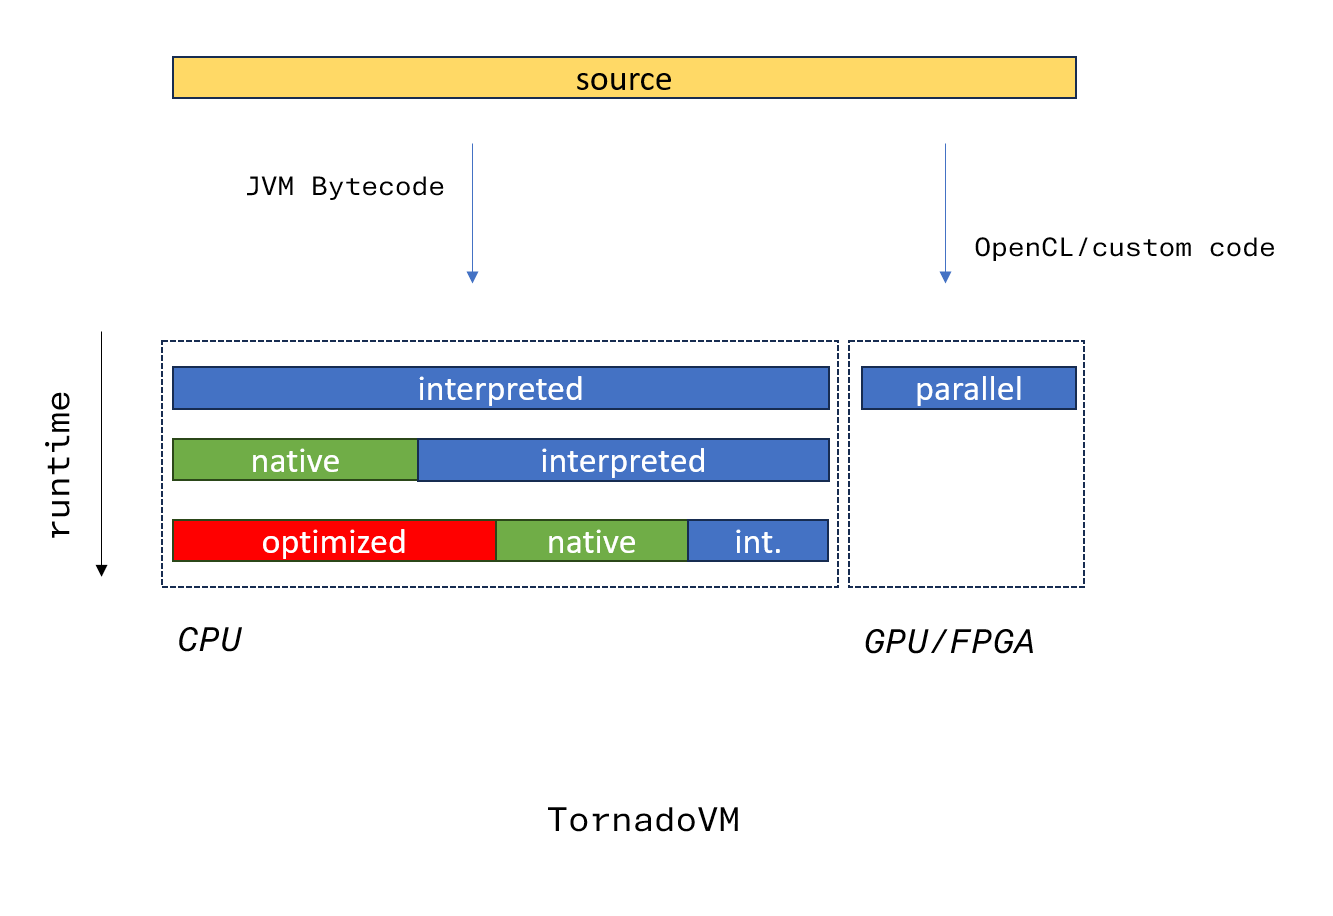 source
JVM Bytecode
OpenCL/custom code
runtime
interpreted
parallel
native
interpreted
optimized
native
int.
CPU
GPU/FPGA
TornadoVM